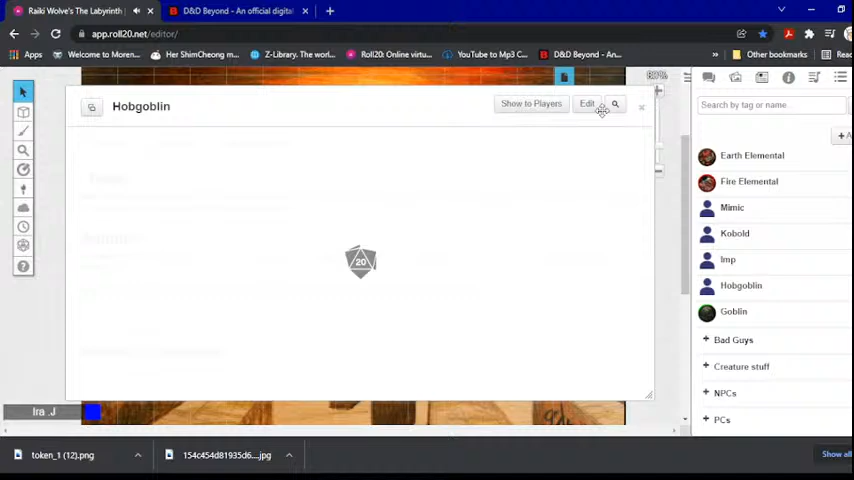 Raiki Wolve's The Labyrinth |
D&D Beyond - An official digita
app.roll20.net/editor/
Apps
Welcome to Moren...
Her ShimCheong m...
Z-Library. The worl...
Roll20: Online virtu...
YouTube to Mp3 C...
D&D Beyond - An...
»
Other bookmarks
Hobgoblin
Show to Players
Edit
Search by tag or name
+ A
Earth Elemental
Fire Elemental
Mimic
Kobold
Imp
Hobgoblin
Goblin
+ Bad Guys
+ Creature stuff
+ NPCs
+ PCs
20
Ira .J
token_1 (12).png
154c454d81935d6....jpg
Show all